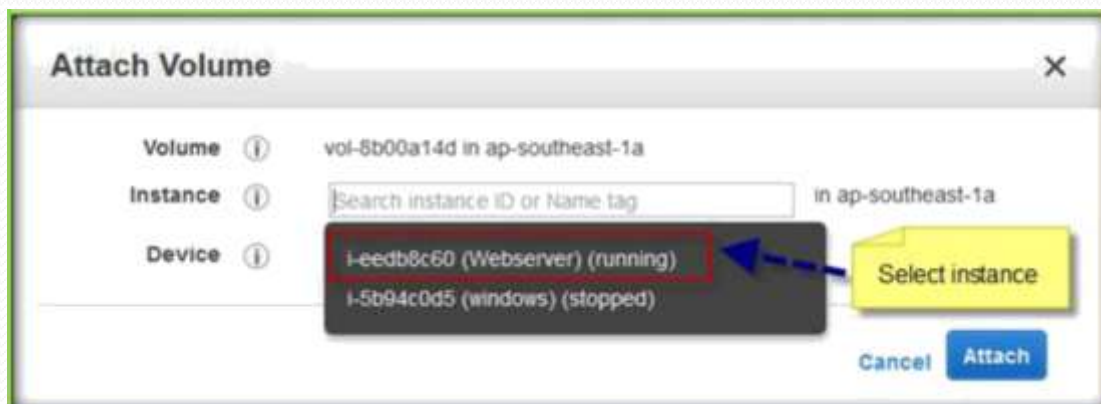 Attach Volume
Volume vol-8b00a14d in ap-southeast-1a
Instance Search instance ID or Name tag in ap-southeast-1a
Device i-eedb8c60 (Webserver) (running)
Select instance
i-5b94c0d5 (windows) (stopped)
Cancel Attach